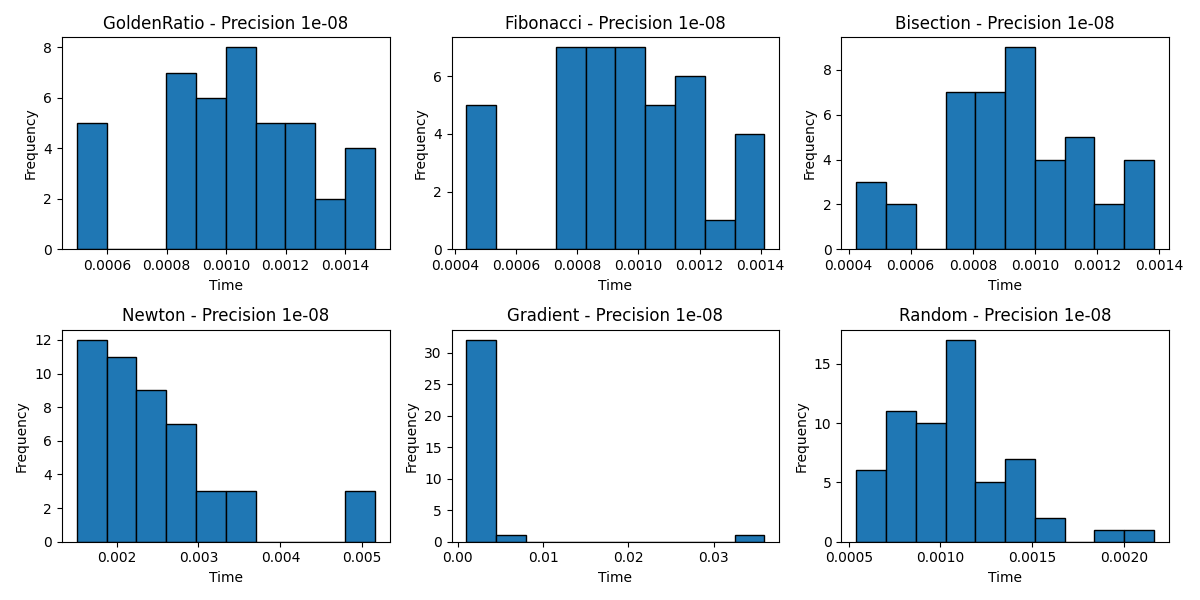 GoldenRatio - Precision 1e-08
Fibonacci - Precision 1e-08
Bisection - Precision 1e-08
Frequency
8
6
4
2
0
0.0006 0.0008 0.0010 0.0012 0.0014
Time
Frequency
6
4
2
0
0.0004 0.0006 0.0008 0.0010 0.0012 0.0014
Time
Frequency
8
6
4
2
0
0.0004 0.0006 0.0008 0.0010 0.0012 0.0014
Time
Newton - Precision 1e-08
Gradient - Precision 1e-08
Random - Precision 1e-08
Frequency
12
10
8
6
4
2
0
0.002 0.003 0.004 0.005
Time
Frequency
30
25
20
15
10
5
0
0.00 0.01 0.02 0.03
Time
Frequency
15
10
5
0
0.0005 0.0010 0.0015 0.0020
Time